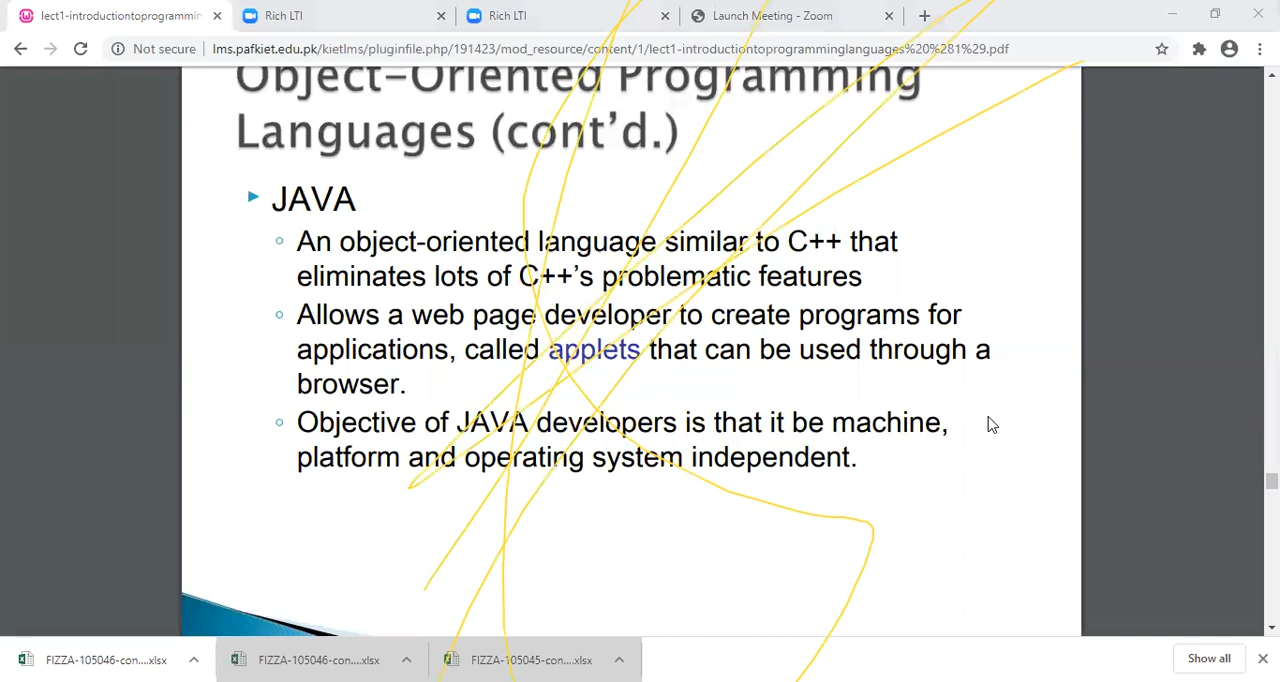 lect1-introductiontoprogrammin
Rich LTI
Rich LTI
Launch Meeting - Zoom
Not secure
lms.pafkiet.edu.pk/kietlms/pluginfile.php/191423/mod_resource/content/1/lect1-introductiontoprogramminglanguages%20%281%29.pdf
Object-Oriented Programming
Languages (cont'd.)
JAVA
An object-oriented language similar to C++ that
eliminates lots of C++'s problematic features
Allows a web page developer to create programs for
applications, called applets that can be used through a
browser.
Objective of JAVA developers is that it be machine,
platform and operating system independent.
FIZZA-105046-con....xlsx
FIZZA-105046-con....xlsx
FIZZA-105045-con....xlsx
Show all